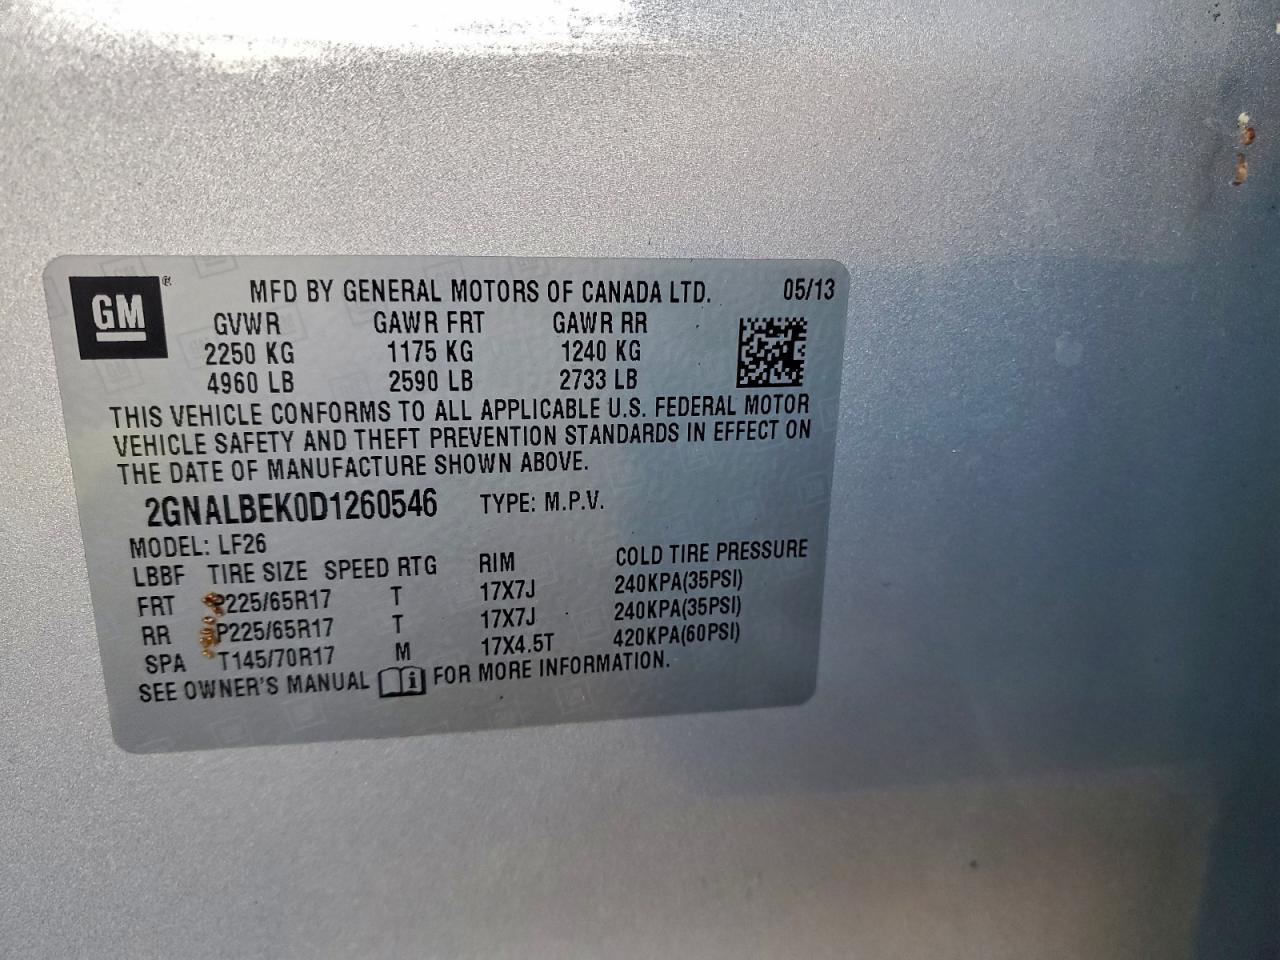 GM ®
MFD BY GENERAL MOTORS OF CANADA LTD. 05/13
GVWR GAWR FRT GAWR RR
2250 KG 1175 KG 1240 KG
4960 LB 2590 LB 2733 LB
THIS VEHICLE CONFORMS TO ALL APPLICABLE U.S. FEDERAL MOTOR
VEHICLE SAFETY AND THEFT PREVENTION STANDARDS IN EFFECT ON
THE DATE OF MANUFACTURE SHOWN ABOVE.
2GNALBEK0D1260546 TYPE: M.P.V.
MODEL: LF26
LBBF TIRE SIZE SPEED RTG RIM COLD TIRE PRESSURE
FRT P225/65R17 T 17X7J 240KPA(35PSI)
RR P225/65R17 T 17X7J 240KPA(35PSI)
SPA T145/70R17 M 17X4.5T 420KPA(60PSI)
SEE OWNER'S MANUAL i FOR MORE INFORMATION.